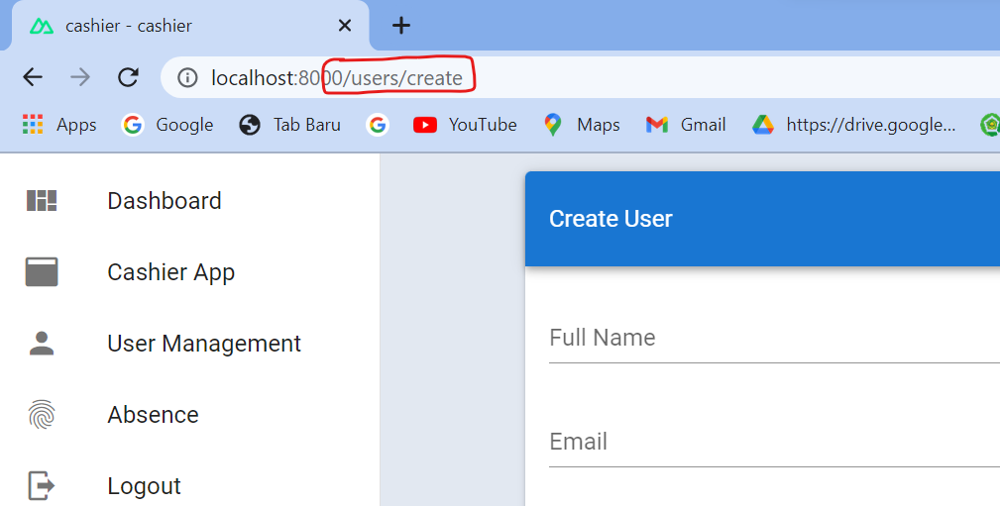 cashier - cashier
localhost:8000/users/create
Apps Google Tab Baru YouTube Maps Gmail https://drive.google...
Dashboard
Cashier App
User Management
Absence
Logout
Create User
Full Name
Email